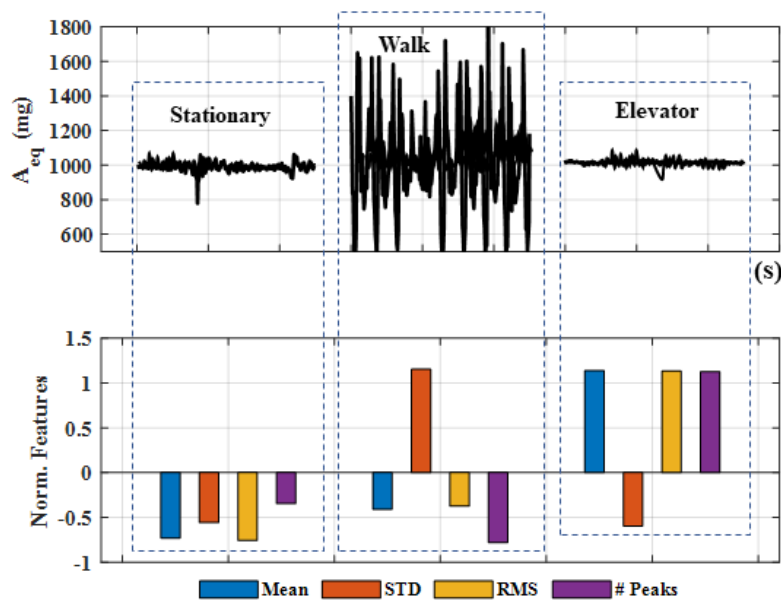 A_eq (mg)
1800
1600
1400
1200
1000
800
600
Stationary
Walk
Elevator
(s)
Norm. Features
1.5
1
0.5
0
-0.5
-1
Mean STD RMS # Peaks